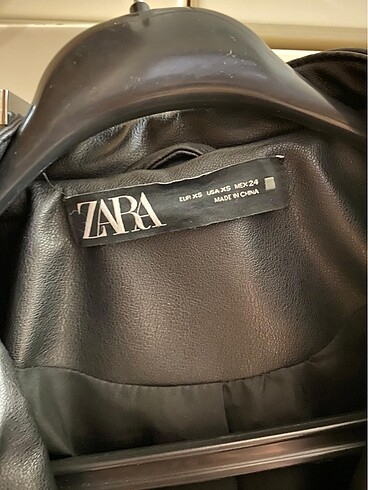 ZARA
EUR XS USA XS MEX 24
MADE IN CHINA